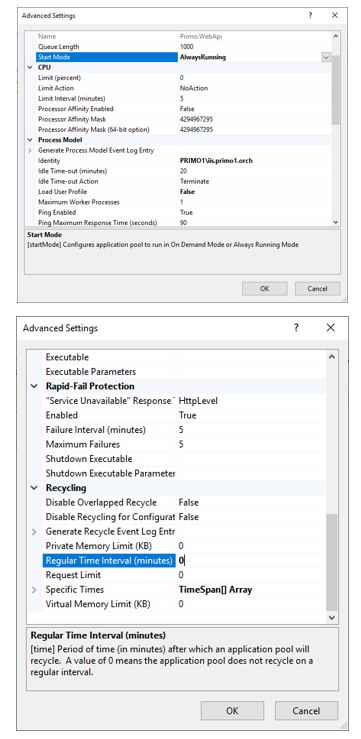 Advanced Settings ? ×
Name Primo.WebApi
Queue Length 1000
Start Mode AlwaysRunning
CPU
Limit (percent) 0
Limit Action NoAction
Limit Interval (minutes) 5
Processor Affinity Enabled False
Processor Affinity Mask 4294967295
Processor Affinity Mask (64-bit option) 4294967295
Process Model
Generate Process Model Event Log Entry
Identity PRIMO1\iis.primo1.orch
Idle Time-out (minutes) 20
Idle Time-out Action Terminate
Load User Profile False
Maximum Worker Processes 1
Ping Enabled True
Ping Maximum Response Time (seconds) 90
Start Mode
[startMode] Configures application pool to run in On Demand Mode or Always Running Mode
OK Cancel
Advanced Settings ? ×
Executable
Executable Parameters
Rapid-Fail Protection
"Service Unavailable" Response HttpLevel
Enabled True
Failure Interval (minutes) 5
Maximum Failures 5
Shutdown Executable
Shutdown Executable Parameter
Recycling
Disable Overlapped Recycle False
Disable Recycling for Configurat False
Generate Recycle Event Log Entr
Private Memory Limit (KB) 0
Regular Time Interval (minutes) 0
Request Limit 0
Specific Times TimeSpan[] Array
Virtual Memory Limit (KB) 0
Regular Time Interval (minutes)
[time] Period of time (in minutes) after which an application pool will
recycle. A value of 0 means the application pool does not recycle on a
regular interval.
OK Cancel